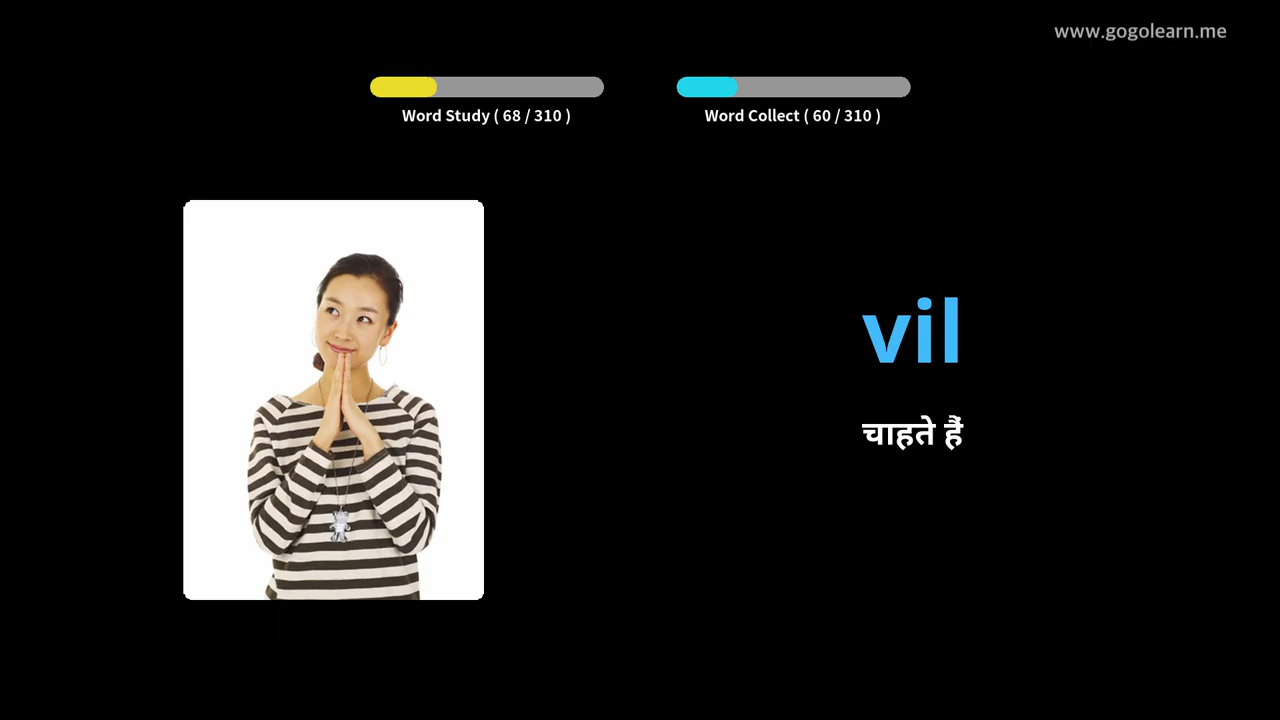 www.gogolearn.me
Word Study ( 68 / 310 )
Word Collect ( 60 / 310 )
vil
चाहते हैं